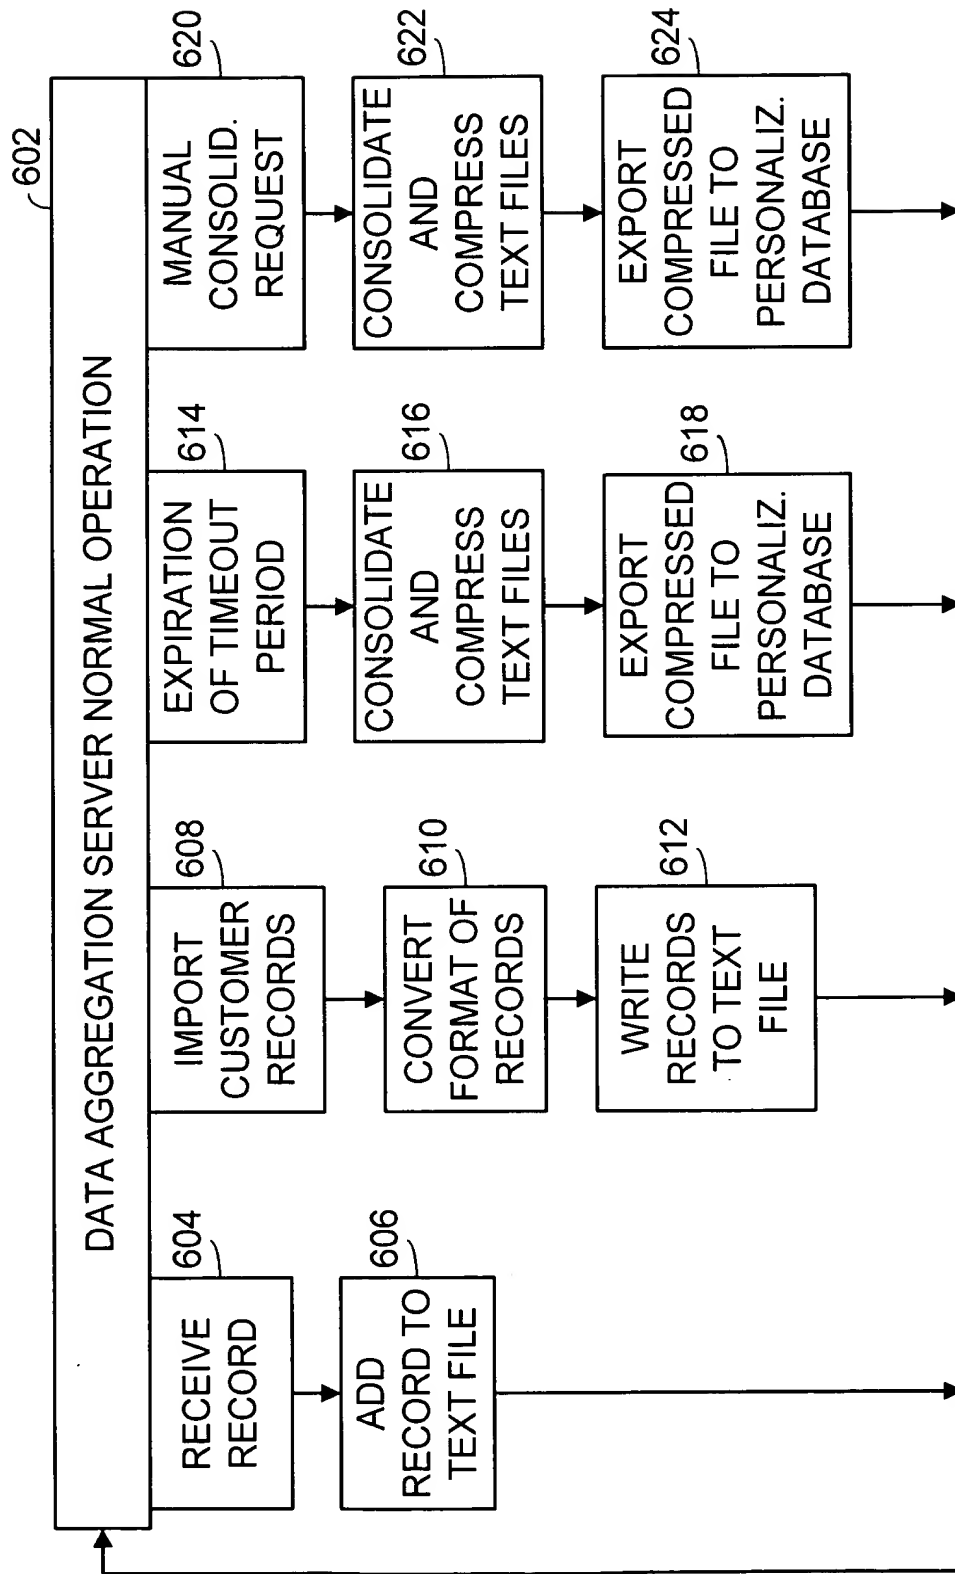 602
DATA AGGREGATION SERVER NORMAL OPERATION
604
RECEIVE
RECORD
606
ADD
RECORD TO
TEXT FILE
608
IMPORT
CUSTOMER
RECORDS
610
CONVERT
FORMAT OF
RECORDS
612
WRITE
RECORDS
TO TEXT
FILE
614
EXPIRATION
OF TIMEOUT
PERIOD
616
CONSOLIDATE
AND
COMPRESS
TEXT FILES
618
EXPORT
COMPRESSED
FILE TO
PERSONALIZ.
DATABASE
620
MANUAL
CONSOLID.
REQUEST
622
CONSOLIDATE
AND
COMPRESS
TEXT FILES
624
EXPORT
COMPRESSED
FILE TO
PERSONALIZ.
DATABASE